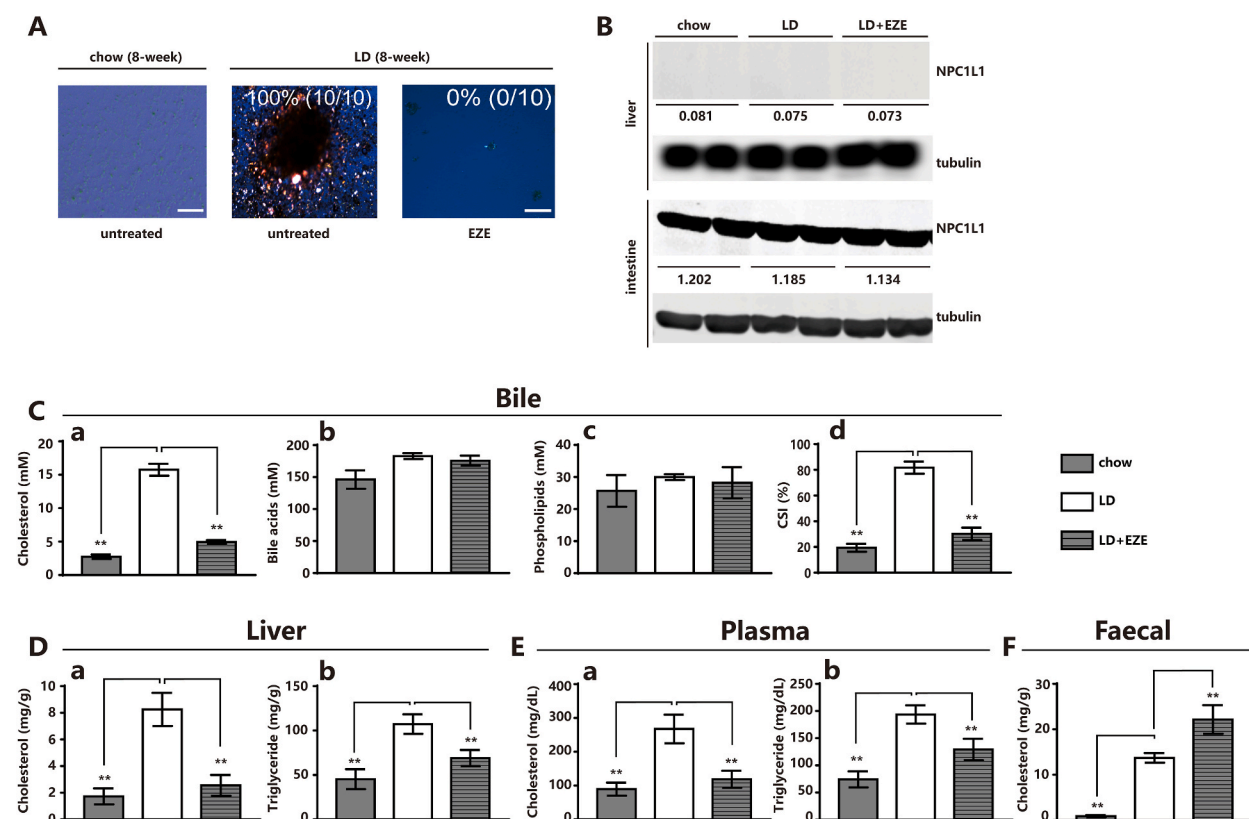 A
chow (8-week)
LD (8-week)
100% (10/10)
0% (0/10)
untreated
untreated
EZE
B
chow
LD
LD+EZE
liver
NPC1L1
0.081
0.075
0.073
tubulin
intestine
NPC1L1
1.202
1.185
1.134
tubulin
C
Bile
a
Cholesterol (mM)
20
15
10
5
0
**
**
b
Bile acids (mM)
200
150
100
50
0
c
Phospholipids (mM)
40
30
20
10
0
d
CSI (%)
100
80
60
40
20
0
**
**
chow
LD
LD+EZE
D
Liver
a
Cholesterol (mg/g)
10
8
6
4
2
0
**
**
b
Triglyceride (mg/g)
150
100
50
0
**
**
E
Plasma
a
Cholesterol (mg/dL)
400
300
200
100
0
**
**
b
Triglyceride (mg/dL)
250
200
150
100
50
0
**
**
F
Faecal
Cholesterol (mg/g)
30
20
10
0
**
**